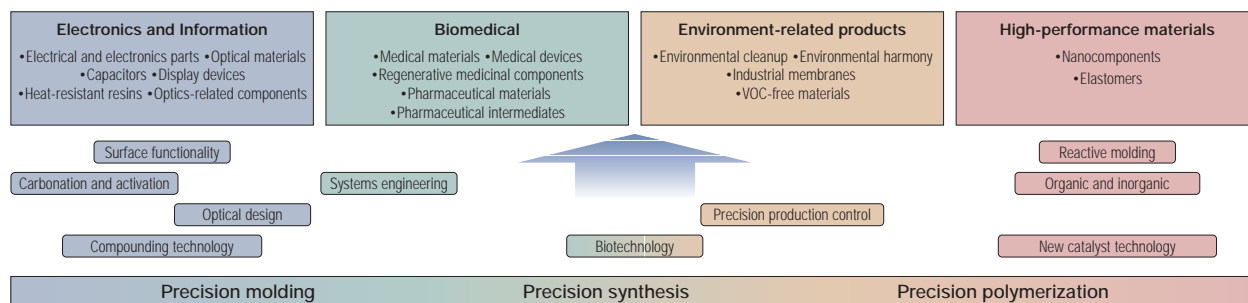 Electronics and Information
•Electrical and electronics parts •Optical materials
•Capacitors •Display devices
•Heat-resistant resins •Optics-related components
Biomedical
•Medical materials •Medical devices
•Regenerative medicinal components
•Pharmaceutical materials
•Pharmaceutical intermediates
Environment-related products
•Environmental cleanup •Environmental harmony
•Industrial membranes
•VOC-free materials
High-performance materials
•Nanocomponents
•Elastomers
Surface functionality
Reactive molding
Carbonation and activation
Systems engineering
Organic and inorganic
Optical design
Precision production control
Compounding technology
Biotechnology
New catalyst technology
Precision molding
Precision synthesis
Precision polymerization